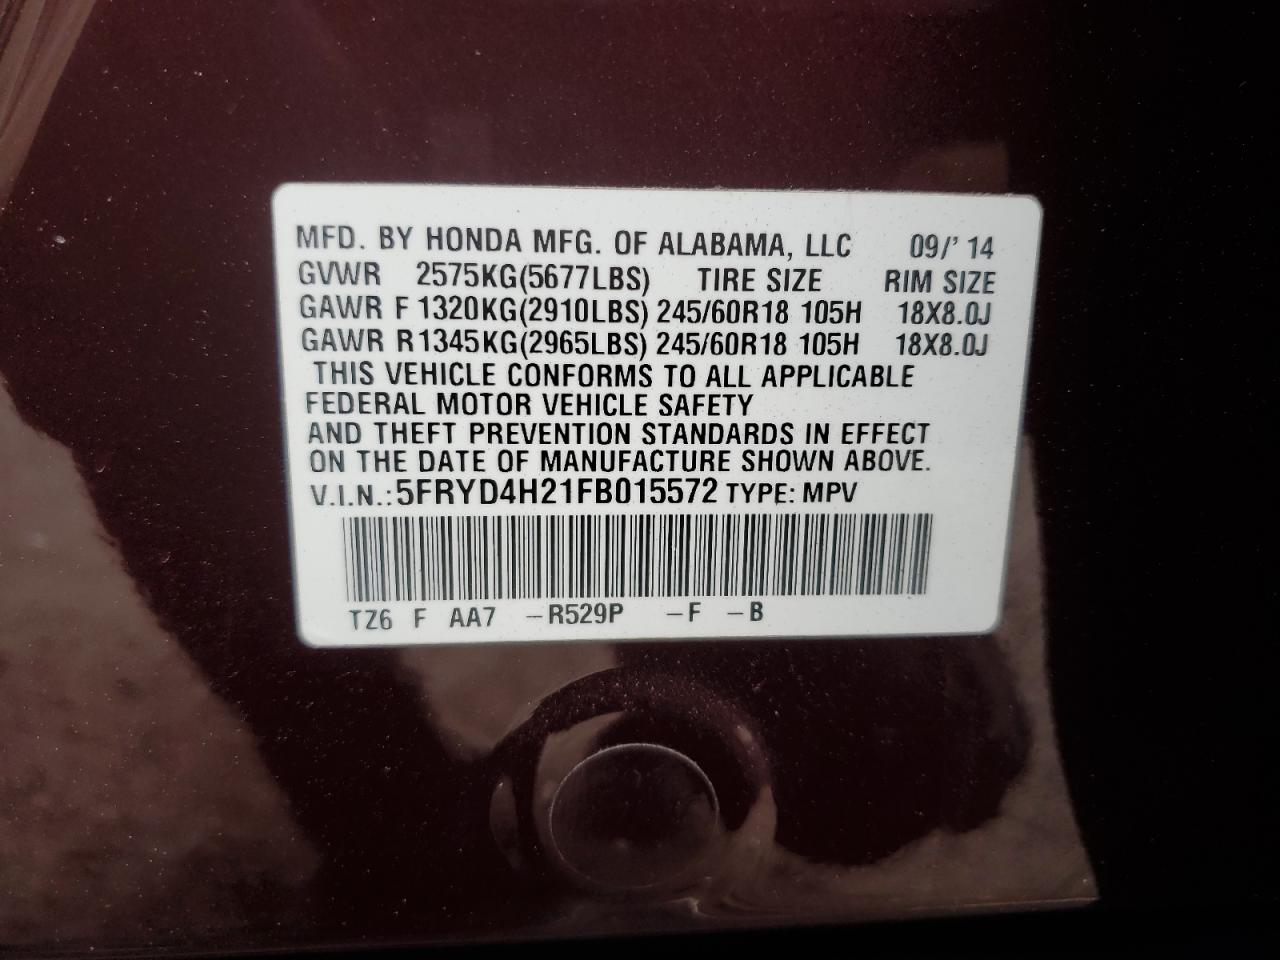 MFD. BY HONDA MFG. OF ALABAMA, LLC 09/' 14
GVWR 2575KG(5677LBS) TIRE SIZE RIM SIZE
GAWR F 1320KG(2910LBS) 245/60R18 105H 18X8.0J
GAWR R1345KG(2965LBS) 245/60R18 105H 18X8.0J
THIS VEHICLE CONFORMS TO ALL APPLICABLE
FEDERAL MOTOR VEHICLE SAFETY
AND THEFT PREVENTION STANDARDS IN EFFECT
ON THE DATE OF MANUFACTURE SHOWN ABOVE.
V.I.N.:5FRYD4H21FB015572 TYPE: MPV
TZ6 F AA7 -R529P -F -B